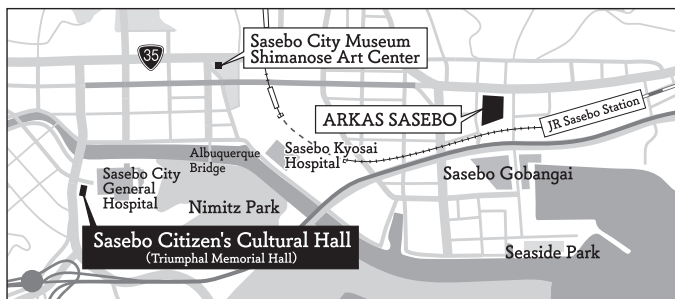 35
Sasebo City Museum
Shimanose Art Center
ARKAS SASEBO
JR Sasebo Station
Sasebo Kyosai
Hospital
Albuquerque
Bridge
Sasebo City
General
Hospital
Nimitz Park
Sasebo Gobangai
Sasebo Citizen's Cultural Hall
(Triumphal Memorial Hall)
Seaside Park